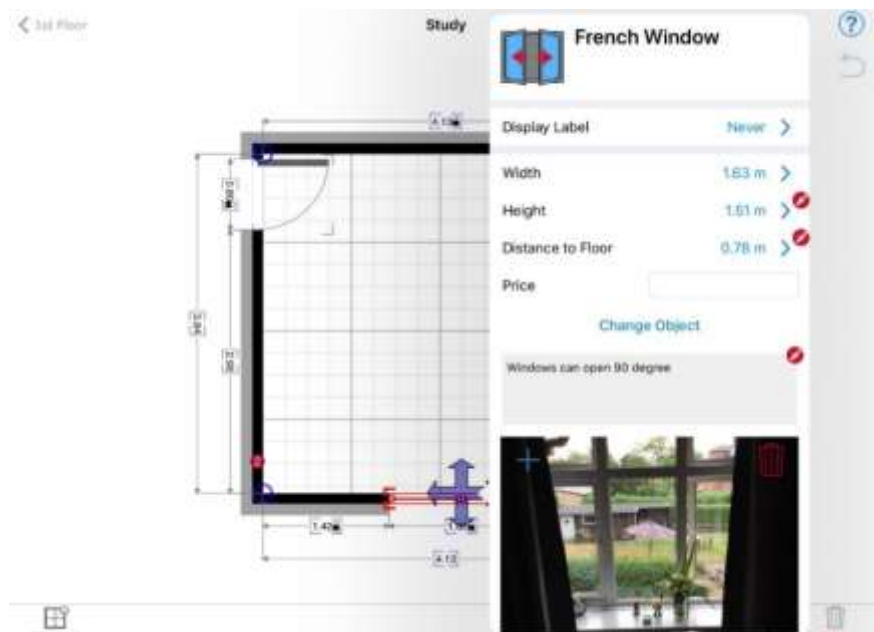 1st Floor
Study
French Window
?
Display Label Never
Width 1.63 m
Height 1.51 m
Distance to Floor 0.78 m
Price
Change Object
Windows can open 90 degree
1.42
4.13